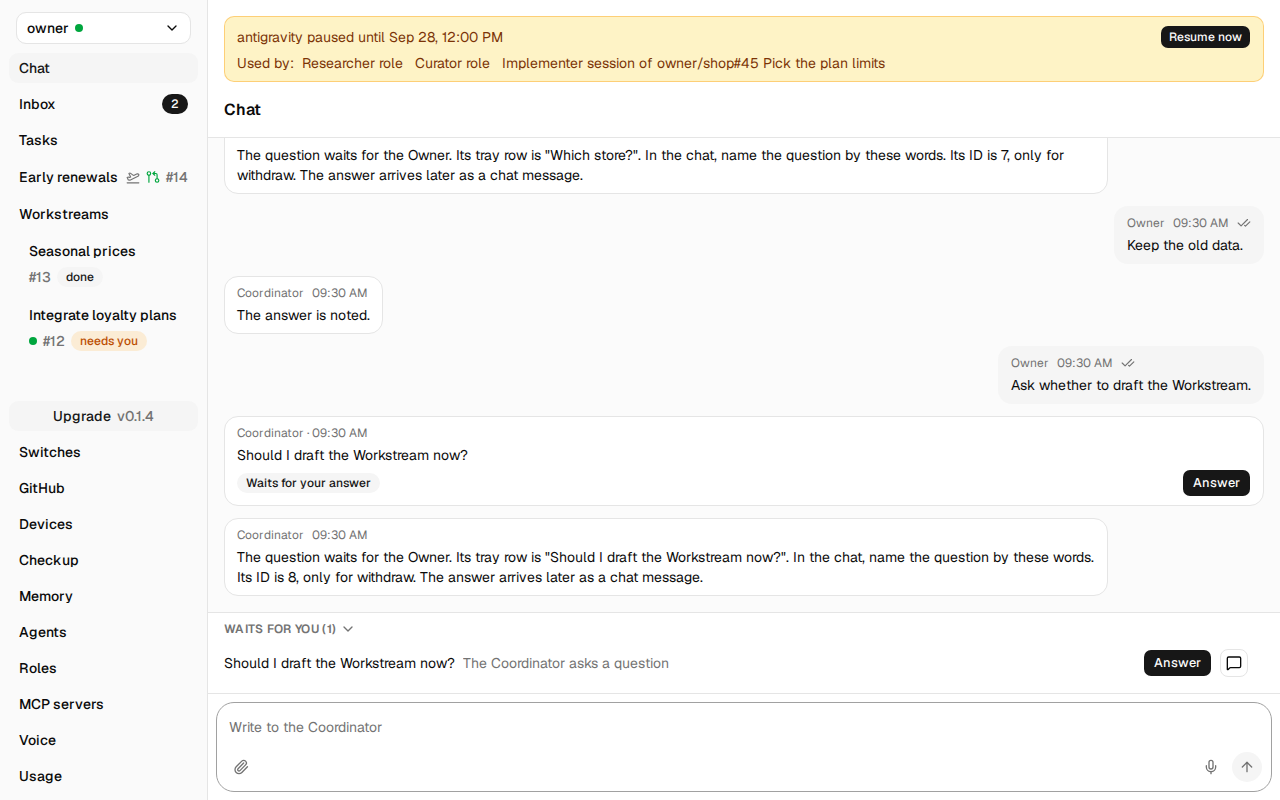 owner
Chat
Inbox
2
Tasks
Early renewals #14
Workstreams
Seasonal prices
#13 done
Integrate loyalty plans
#12 needs you
Upgrade v0.1.4
Switches
GitHub
Devices
Checkup
Memory
Agents
Roles
MCP servers
Voice
Usage
antigravity paused until Sep 28, 12:00 PM
Resume now
Used by: Researcher role Curator role Implementer session of owner/shop#45 Pick the plan limits
Chat
The question waits for the Owner. Its tray row is "Which store?". In the chat, name the question by these words. Its ID is 7, only for
withdraw. The answer arrives later as a chat message.
Owner 09:30 AM
Keep the old data.
Coordinator 09:30 AM
The answer is noted.
Owner 09:30 AM
Ask whether to draft the Workstream.
Coordinator · 09:30 AM
Should I draft the Workstream now?
Waits for your answer
Answer
Coordinator 09:30 AM
The question waits for the Owner. Its tray row is "Should I draft the Workstream now?". In the chat, name the question by these words.
Its ID is 8, only for withdraw. The answer arrives later as a chat message.
WAITS FOR YOU (1)
Should I draft the Workstream now? The Coordinator asks a question
Answer
Write to the Coordinator